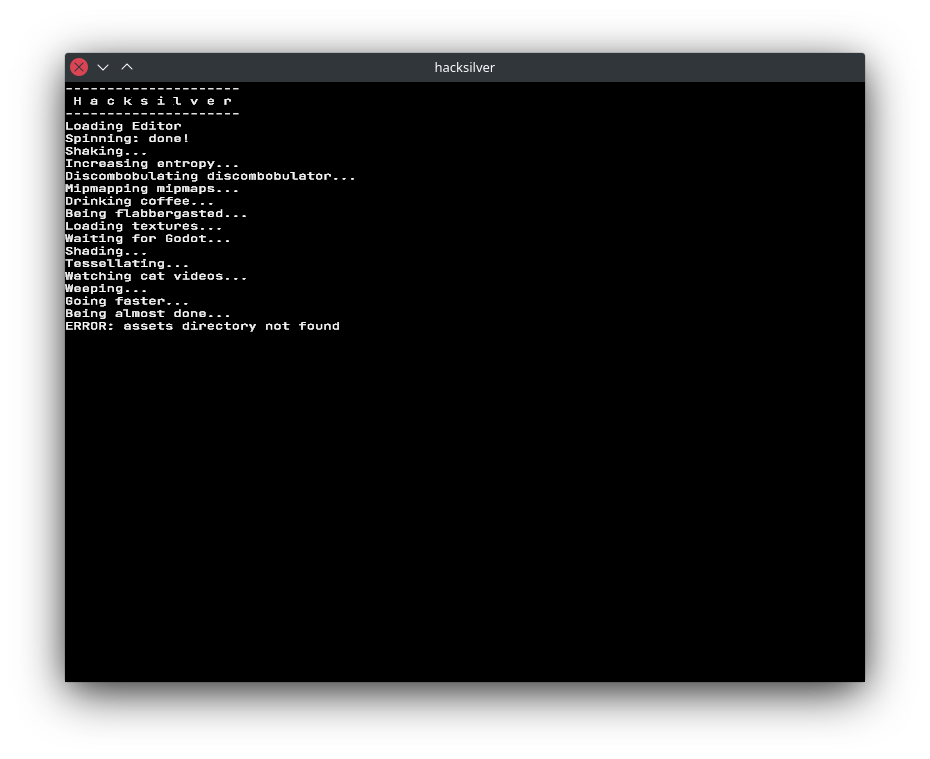 hacksilver
---------------------
H a c k s i l v e r
---------------------
Loading Editor
Spinning: done!
Shaking...
Increasing entropy...
Discombobulating discombobulator...
Mipmapping mipmaps...
Drinking coffee...
Being flabbergasted...
Loading textures...
Waiting for Godot...
Shading...
Tessellating...
Watching cat videos...
Weeping...
Going faster...
Being almost done...
ERROR: assets directory not found